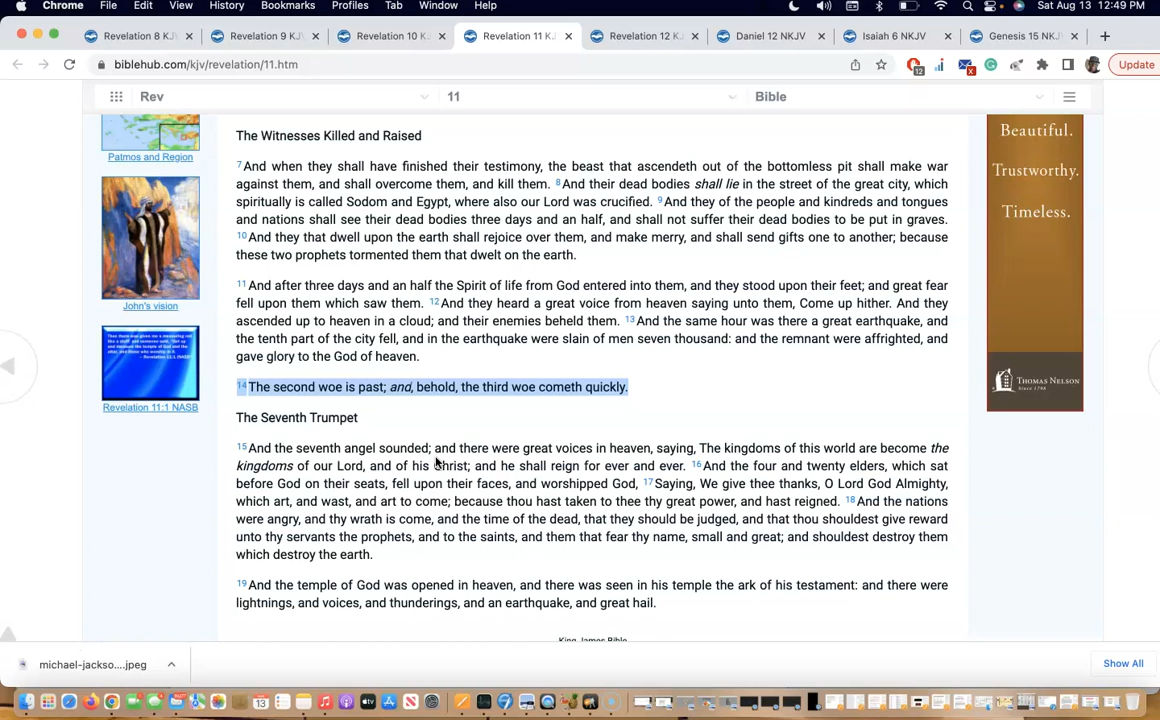 Chrome File Edit View History Bookmarks Profiles Tab Window Help Sat Aug 13 12:49 PM
Revelation 8 KJ Revelation 9 KJ Revelation 10 K Revelation 11 K. Revelation 12 KJ Daniel 12 NKJV Isaiah 6 NKJV Genesis 15 NK
biblehub.com/kjv/revelation/11.htm 12 x Update
Rev 11 Bible
Patmos and Region
John's vision
Revelation 11:1 NASB
The Witnesses Killed and Raised
7And when they shall have finished their testimony, the beast that ascendeth out of the bottomless pit shall make war
against them, and shall overcome them, and kill them. 8And their dead bodies shall lie in the street of the great city, which
spiritually is called Sodom and Egypt, where also our Lord was crucified. 9And they of the people and kindreds and tongues
and nations shall see their dead bodies three days and an half, and shall not suffer their dead bodies to be put in graves.
10And they that dwell upon the earth shall rejoice over them, and make merry, and shall send gifts one to another; because
these two prophets tormented them that dwelt on the earth.
11And after three days and an half the Spirit of life from God entered into them, and they stood upon their feet; and great fear
fell upon them which saw them. 12And they heard a great voice from heaven saying unto them, Come up hither. And they
ascended up to heaven in a cloud; and their enemies beheld them. 13And the same hour was there a great earthquake, and
the tenth part of the city fell, and in the earthquake were slain of men seven thousand: and the remnant were affrighted, and
gave glory to the God of heaven.
14The second woe is past; and, behold, the third woe cometh quickly.
The Seventh Trumpet
15And the seventh angel sounded; and there were great voices in heaven, saying, The kingdoms of this world are become the
kingdoms of our Lord, and of his Christ; and he shall reign for ever and ever. 16And the four and twenty elders, which sat
before God on their seats, fell upon their faces, and worshipped God, 17Saying, We give thee thanks, O Lord God Almighty,
which art, and wast, and art to come; because thou hast taken to thee thy great power, and hast reigned. 18And the nations
were angry, and thy wrath is come, and the time of the dead, that they should be judged, and that thou shouldest give reward
unto thy servants the prophets, and to the saints, and them that fear thy name, small and great; and shouldest destroy them
which destroy the earth.
19And the temple of God was opened in heaven, and there was seen in his temple the ark of his testament: and there were
lightnings, and voices, and thunderings, and an earthquake, and great hail.
King James Bible
Beautiful.
Trustworthy.
Timeless.
THOMAS NELSON
Since 1798
michael-jackso....jpeg Show All